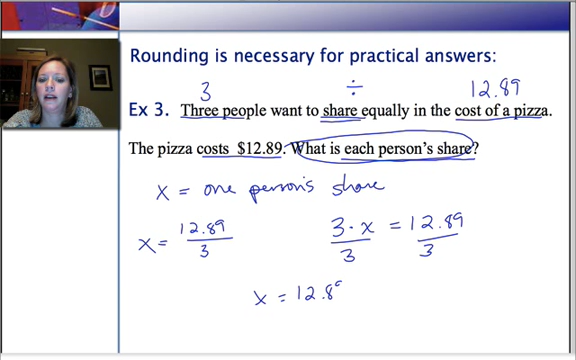 Rounding is necessary for practical answers:
3 ÷ 12.89
Ex 3. Three people want to share equally in the cost of a pizza.
The pizza costs $12.89. What is each person's share?
x = one person's share
x = 12.89/3 3 · x/3 = 12.89/3
x = 12.8